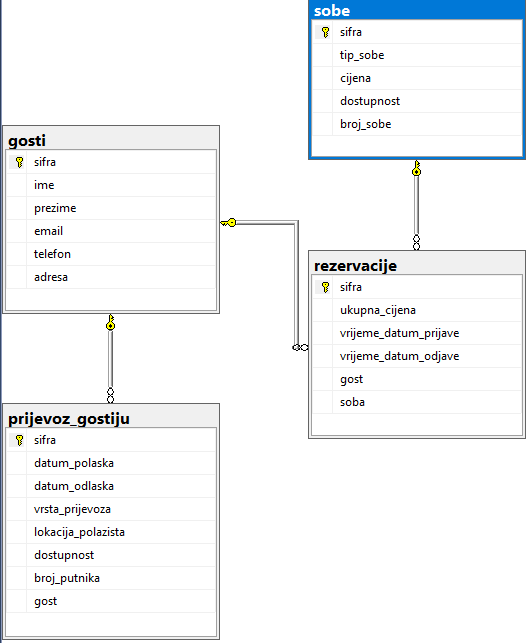 sobe
sifra
tip_sobe
cijena
dostupnost
broj_sobe
gosti
sifra
ime
prezime
email
telefon
adresa
rezervacije
sifra
ukupna_cijena
vrijeme_datum_prijave
vrijeme_datum_odjave
gost
soba
prijevoz_gostiju
sifra
datum_polaska
datum_odlaska
vrsta_prijevoza
lokacija_polazista
dostupnost
broj_putnika
gost